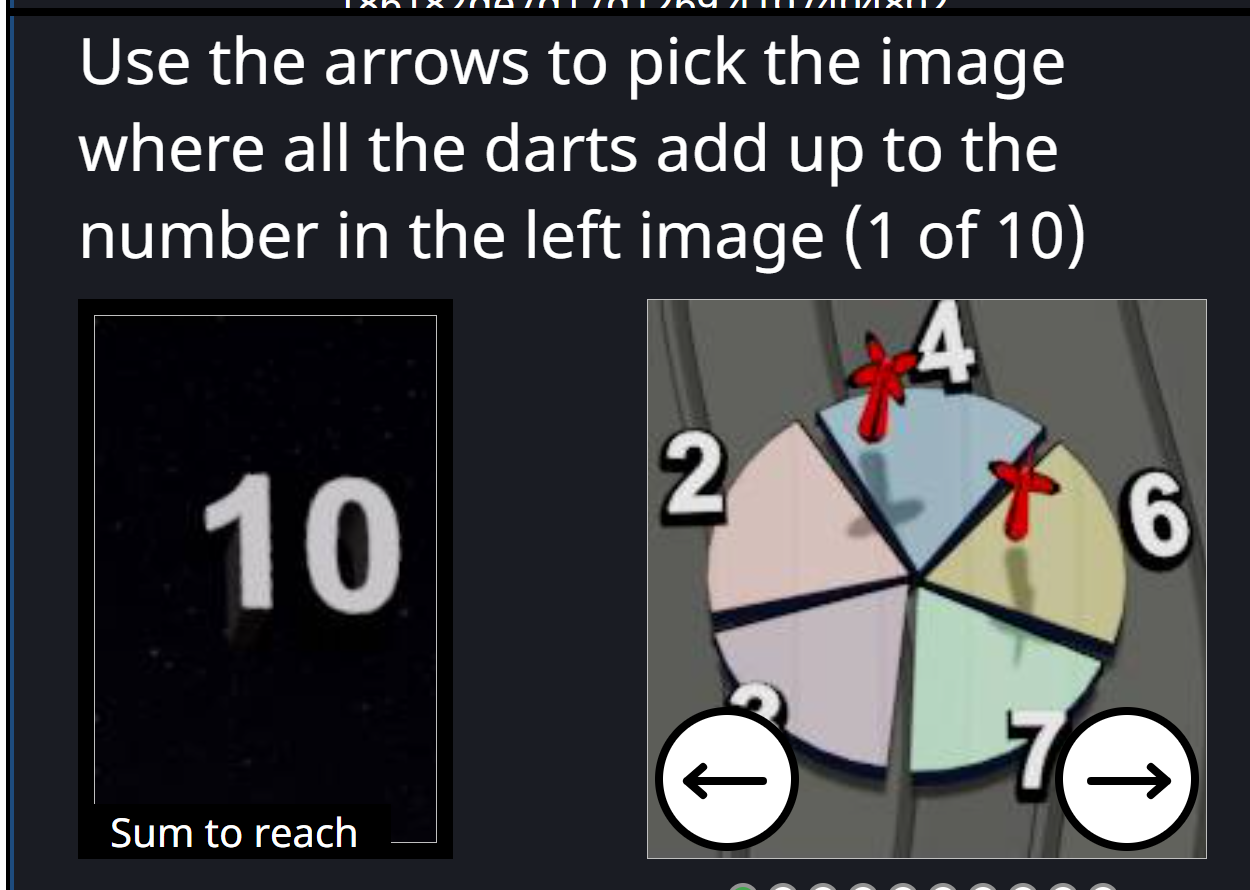 Use the arrows to pick the image
where all the darts add up to the
number in the left image (1 of 10)
10
Sum to reach
4
2
6
7